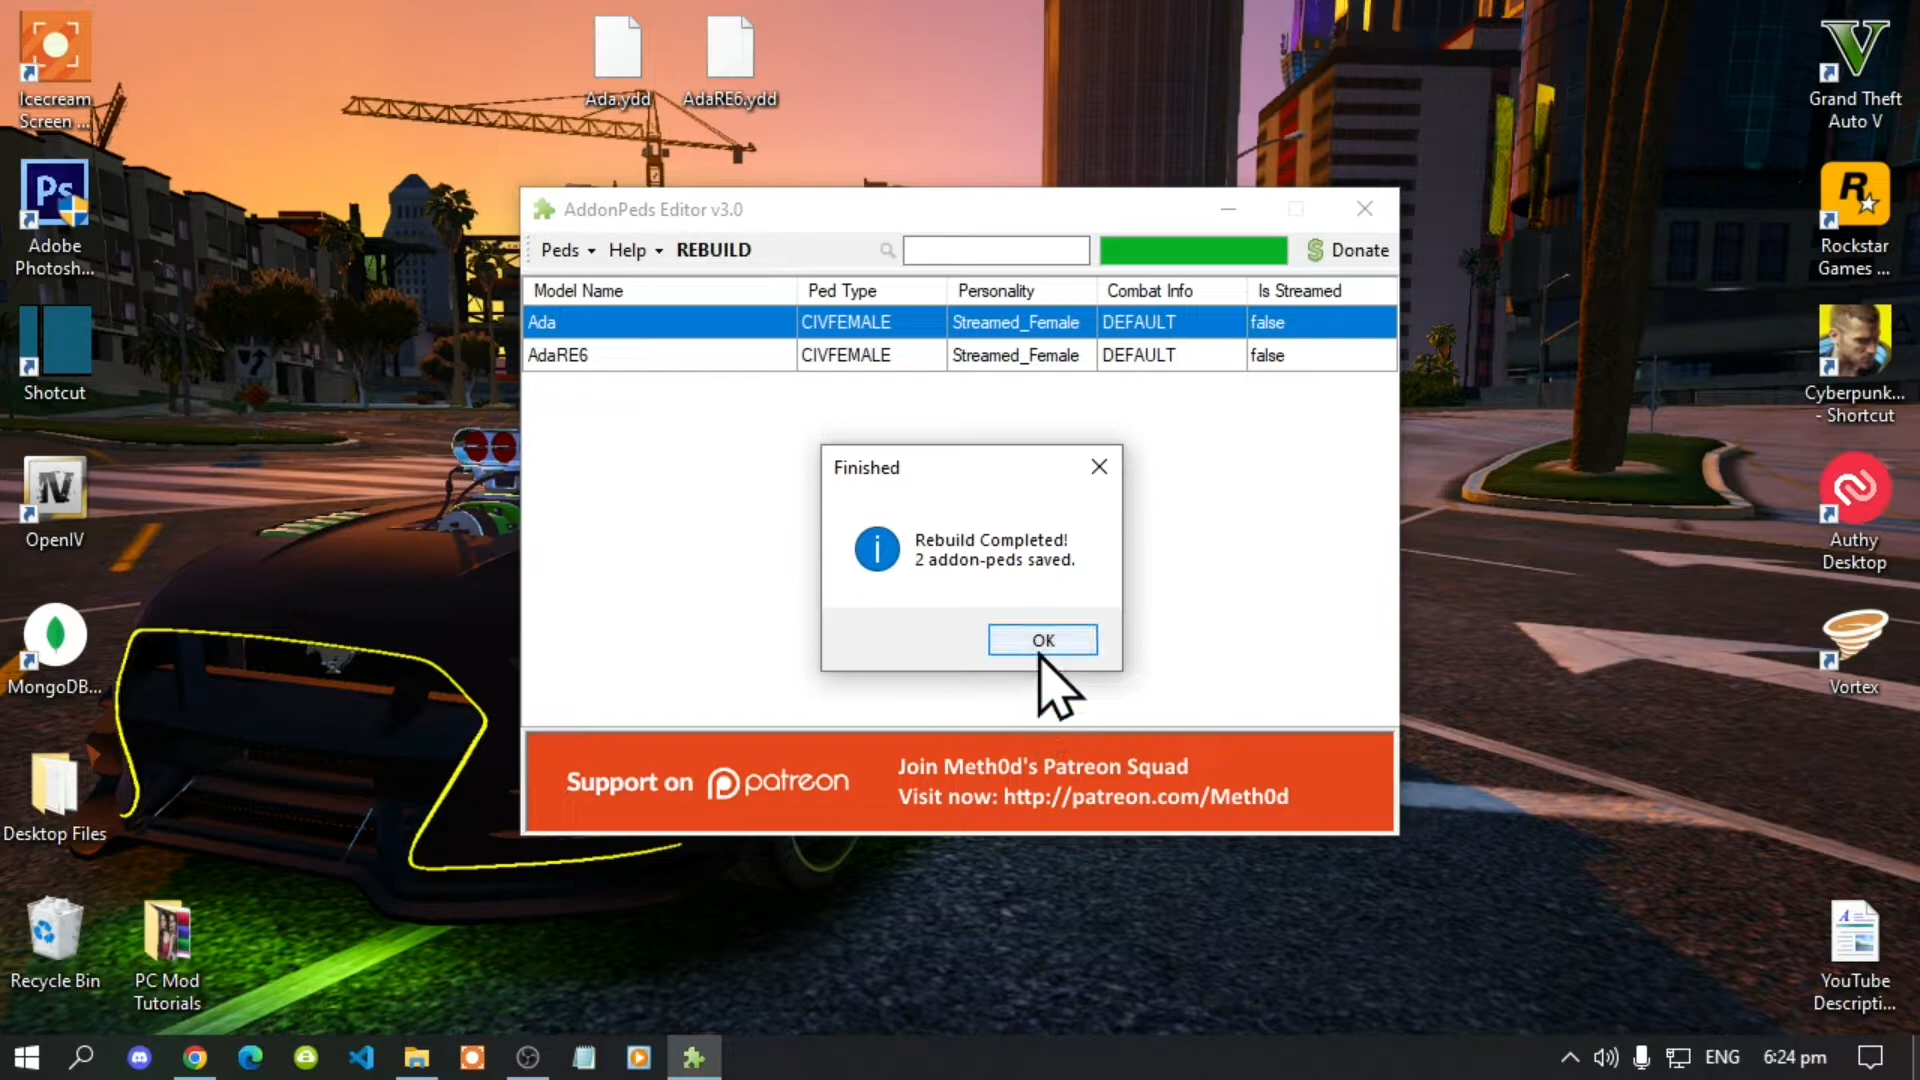 Icecream
Screen ...
Adobe
Photosh...
Ps
Shotcut
OpenIV
MongoDB...
Desktop Files
Recycle Bin
PC Mod
Tutorials
Ada.ydd
AdaRE6.ydd
AddonPeds Editor v3.0
Peds
Help
REBUILD
Donate
Model Name
Ped Type
Personality
Combat Info
Is Streamed
Ada
CIVFEMALE
Streamed_Female
DEFAULT
false
AdaRE6
CIVFEMALE
Streamed_Female
DEFAULT
false
Finished
Rebuild Completed!
2 addon-peds saved.
OK
Support on patreon
Join Meth0d's Patreon Squad
Visit now: http://patreon.com/Meth0d
Grand Theft
Auto V
Rockstar
Games ...
Cyberpunk...
- Shortcut
Authy
Desktop
Vortex
YouTube
Descripti...
ENG
6:24 pm